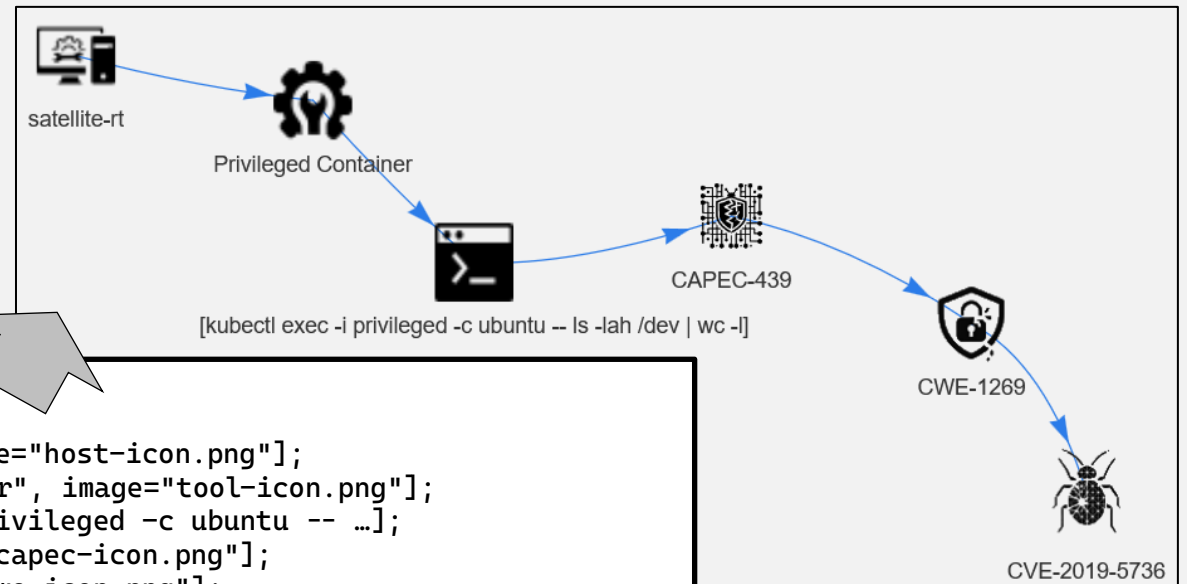 satellite-rt
Privileged Container
CAPEC-439
[kubectl exec -i privileged -c ubuntu -- ls -lah /dev | wc -l]
CWE-1269
CVE-2019-5736
e="host-icon.png"];
r", image="tool-icon.png"];
ivileged -c ubuntu -- …];
capec-icon.png"];